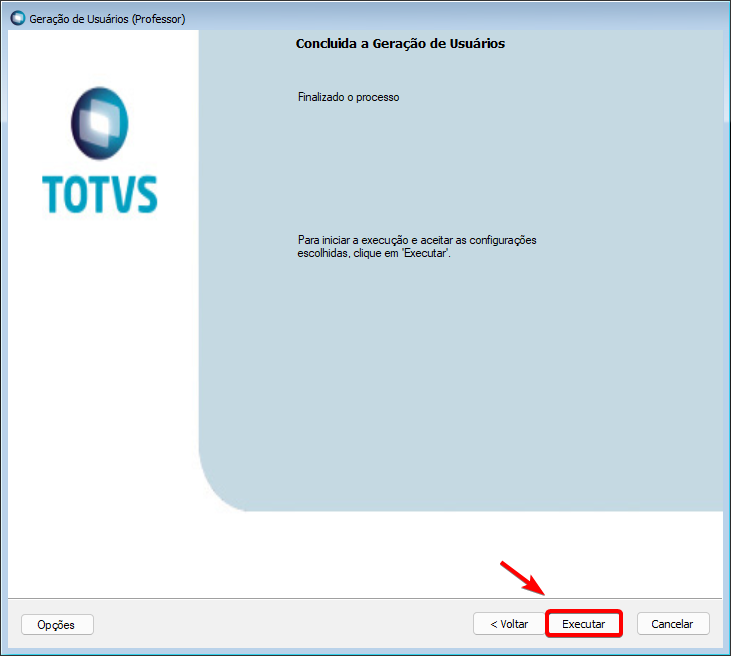 Geração de Usuários (Professor)
Concluida a Geração de Usuários
Finalizado o processo
TOTVS
Para iniciar a execução e aceitar as configurações
escolhidas, clique em 'Executar'.
Opções
< Voltar
Executar
Cancelar